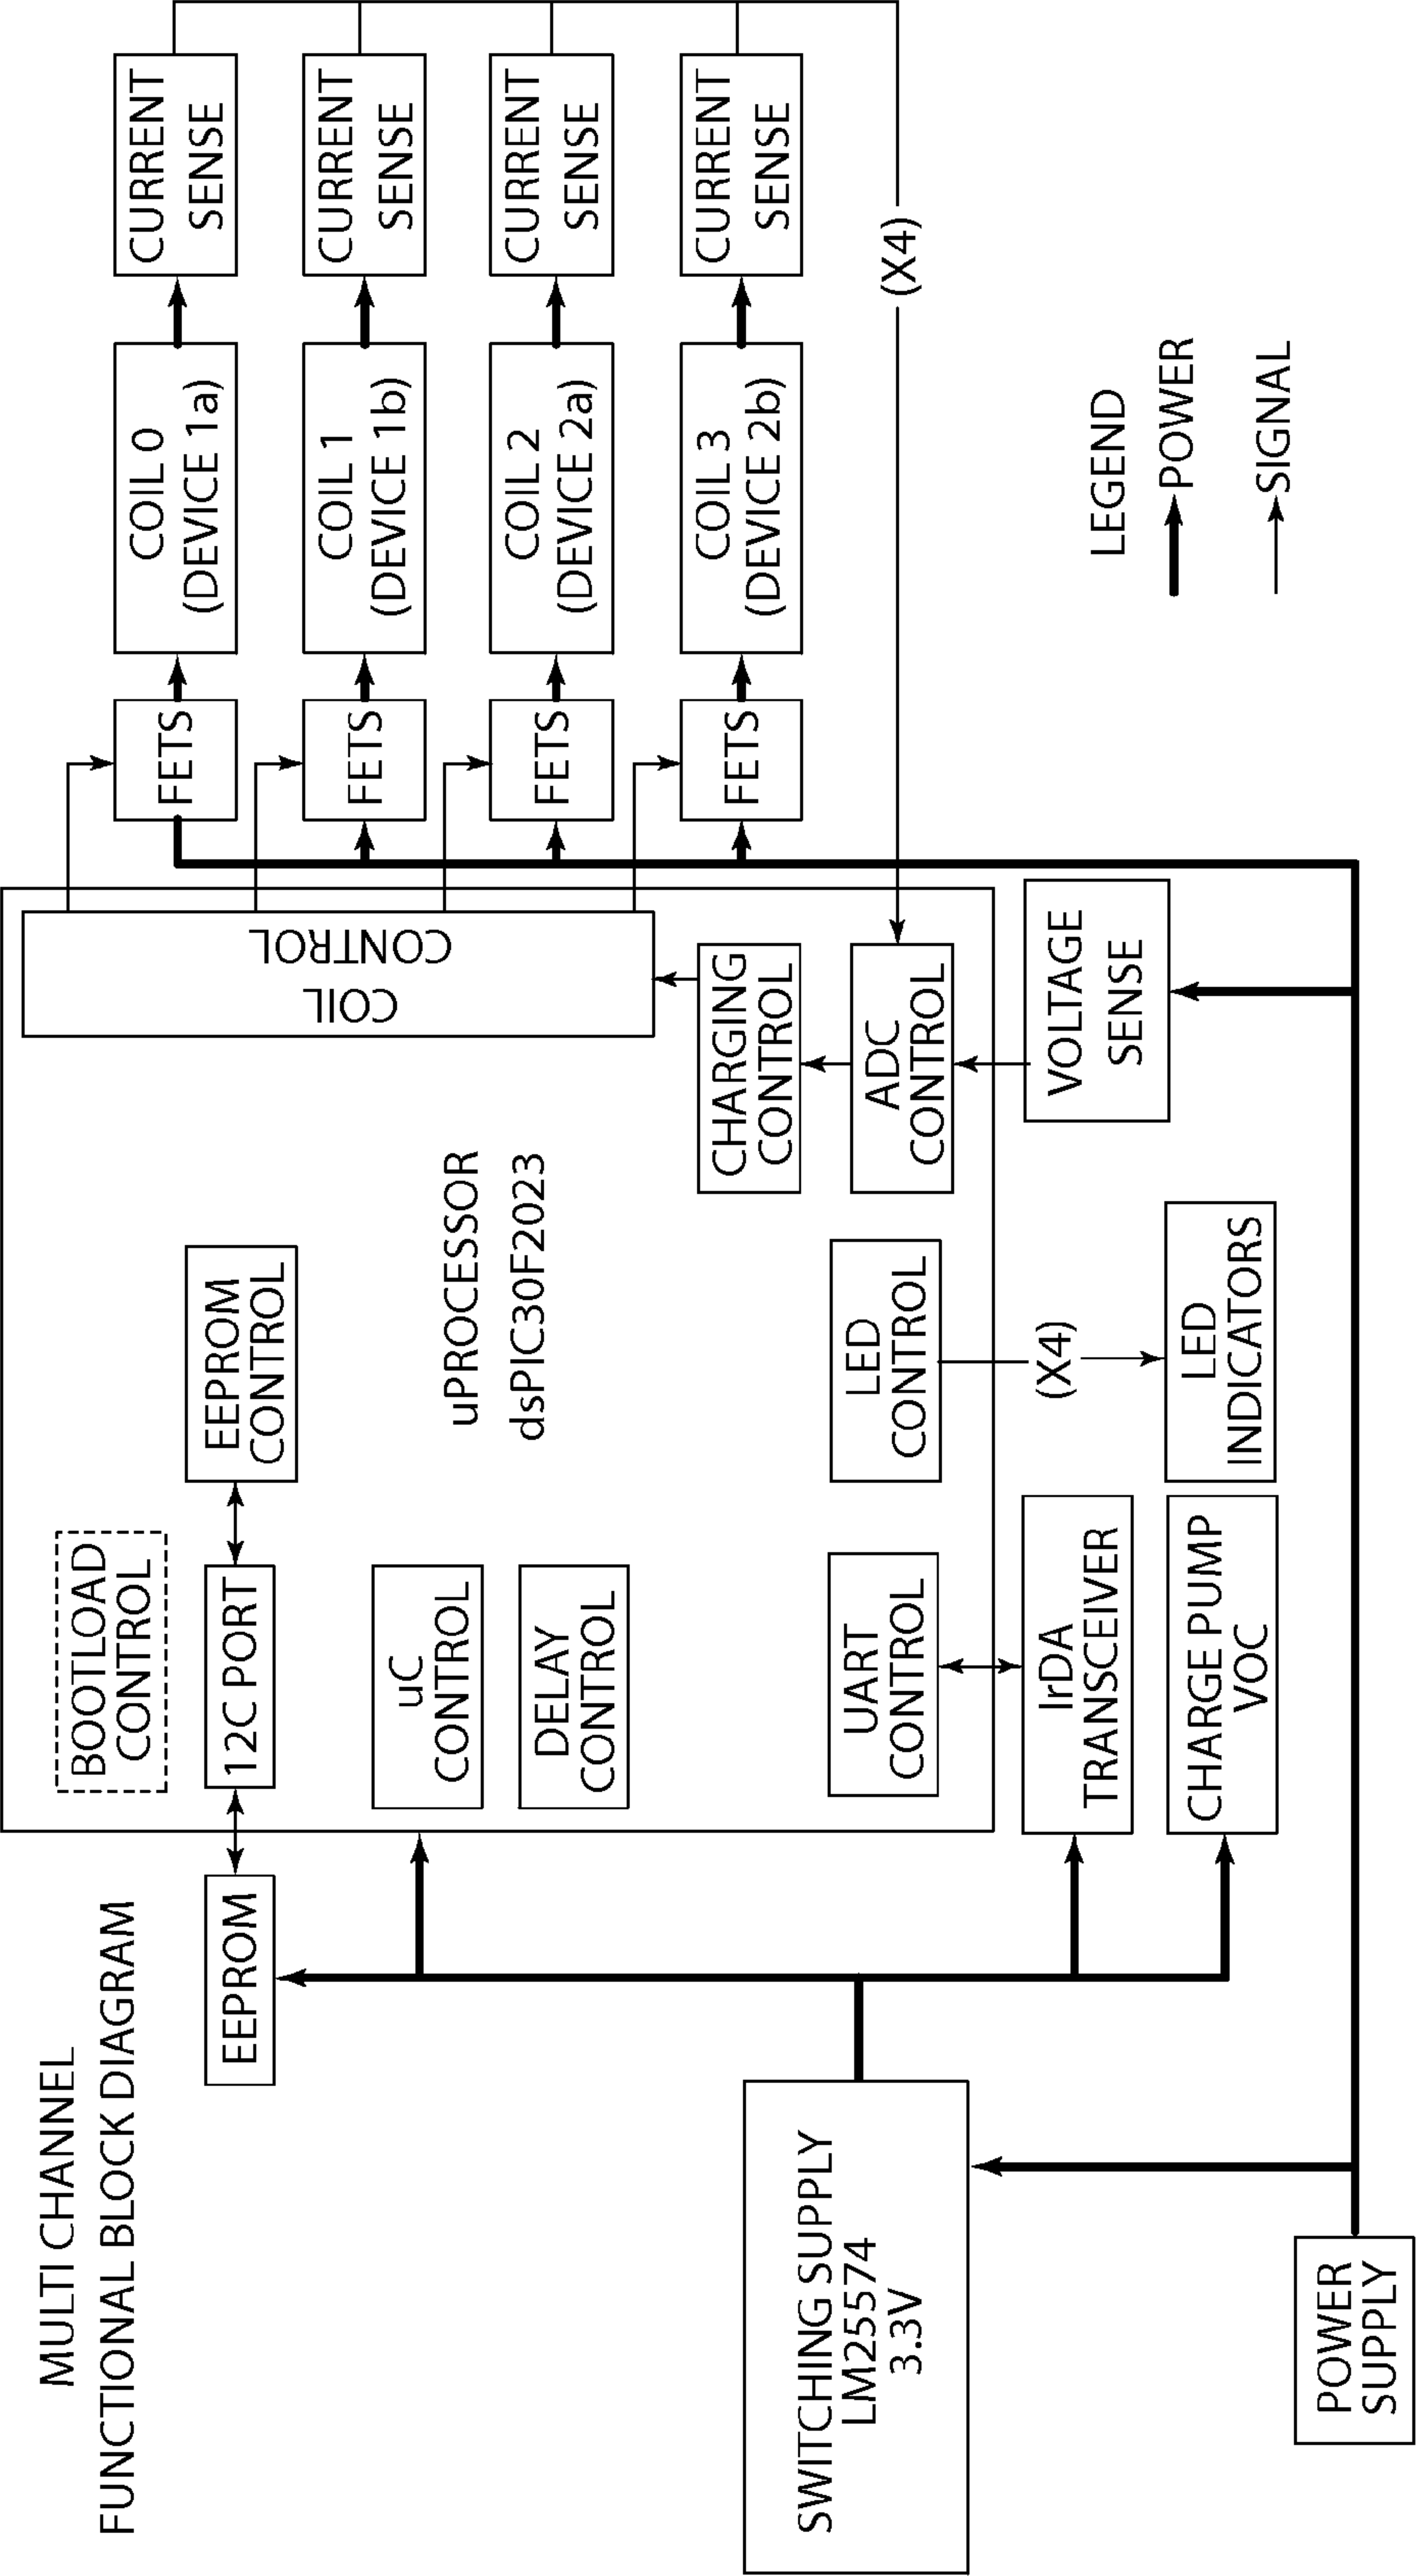 MULTI CHANNEL
FUNCTIONAL BLOCK DIAGRAM
BOOTLOAD
CONTROL
EEPROM
12C PORT
EEPROM
CONTROL
uC
CONTROL
DELAY
CONTROL
uPROCESSOR
dsPIC30F2023
COIL
CONTROL
CHARGING
CONTROL
ADC
CONTROL
LED
CONTROL
UART
CONTROL
FETS
COIL 0
(DEVICE 1a)
CURRENT
SENSE
FETS
COIL 1
(DEVICE 1b)
CURRENT
SENSE
FETS
COIL 2
(DEVICE 2a)
CURRENT
SENSE
FETS
COIL 3
(DEVICE 2b)
CURRENT
SENSE
(X4)
SWITCHING SUPPLY
LM25574
3.3V
IrDA
TRANSCEIVER
(X4)
VOLTAGE
SENSE
CHARGE PUMP
VOC
LED
INDICATORS
POWER
SUPPLY
LEGEND
POWER
SIGNAL